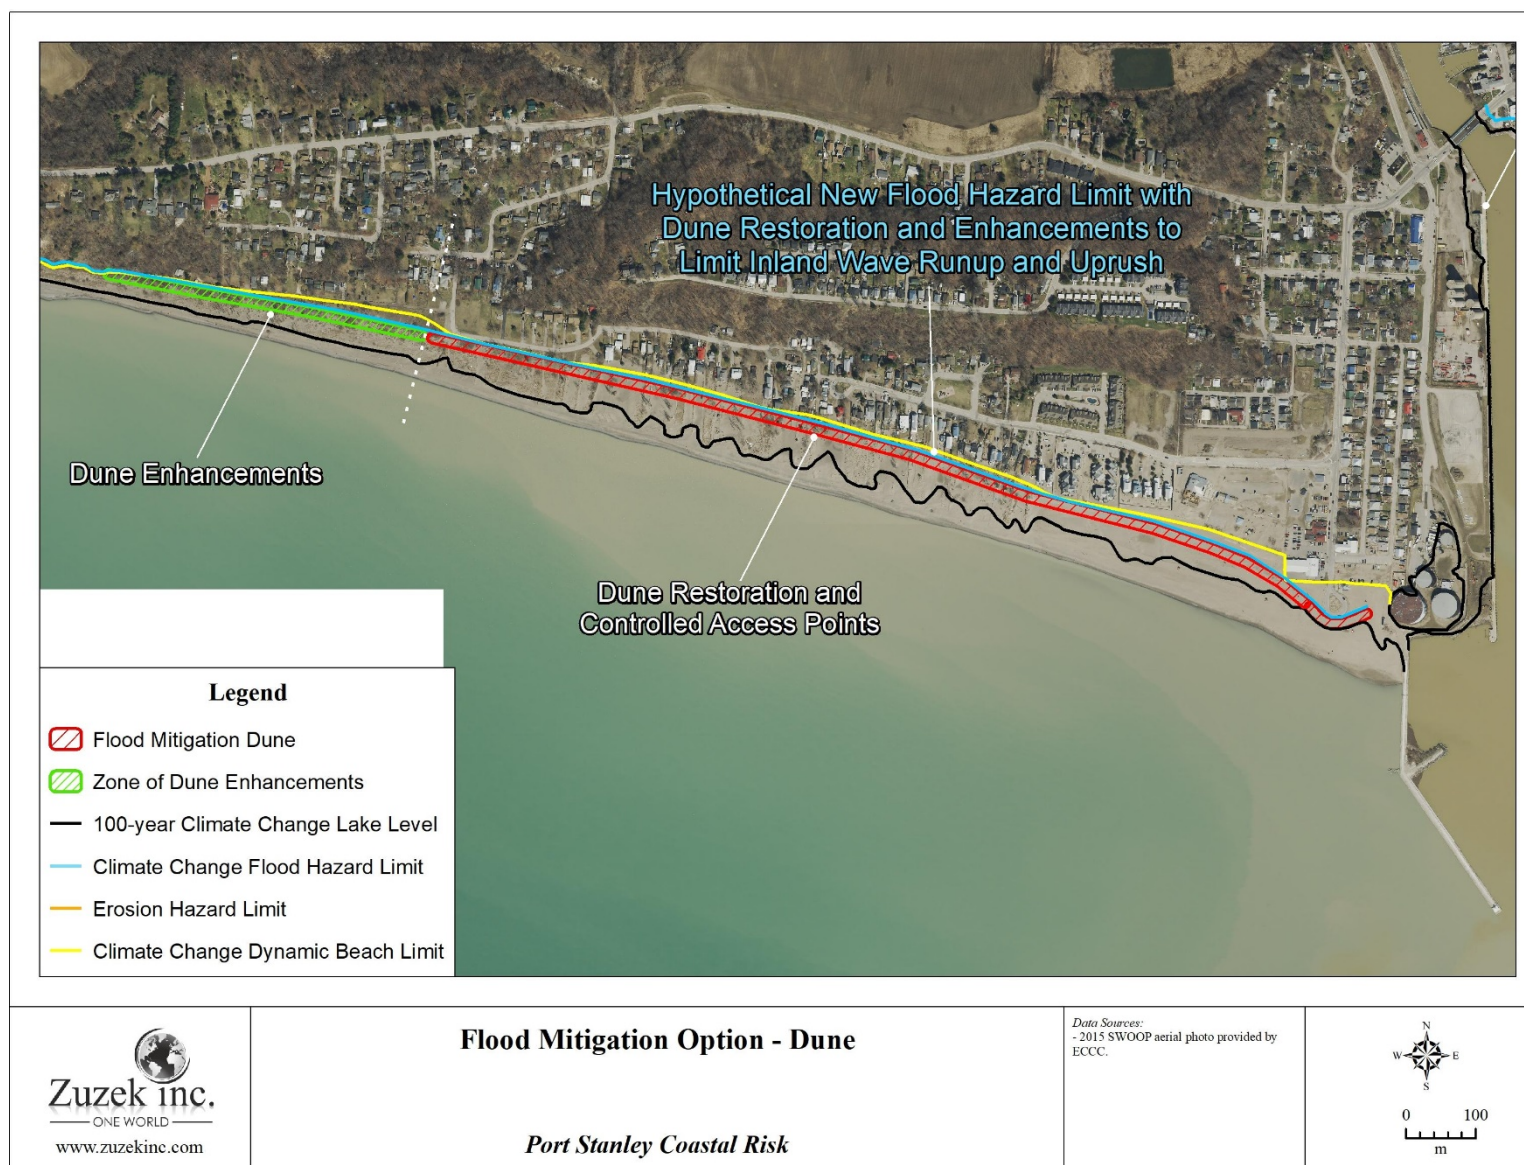 Hypothetical New Flood Hazard Limit with
Dune Restoration and Enhancements to
Limit Inland Wave Runup and Uprush
Dune Enhancements
Dune Restoration and
Controlled Access Points
Legend
Flood Mitigation Dune
Zone of Dune Enhancements
100-year Climate Change Lake Level
Climate Change Flood Hazard Limit
Erosion Hazard Limit
Climate Change Dynamic Beach Limit
Zuzek inc.
ONE WORLD
www.zuzekinc.com
Flood Mitigation Option - Dune
Port Stanley Coastal Risk
Data Sources:
- 2015 SWOOP aerial photo provided by
ECCC.
N
W E
S
0 100
m